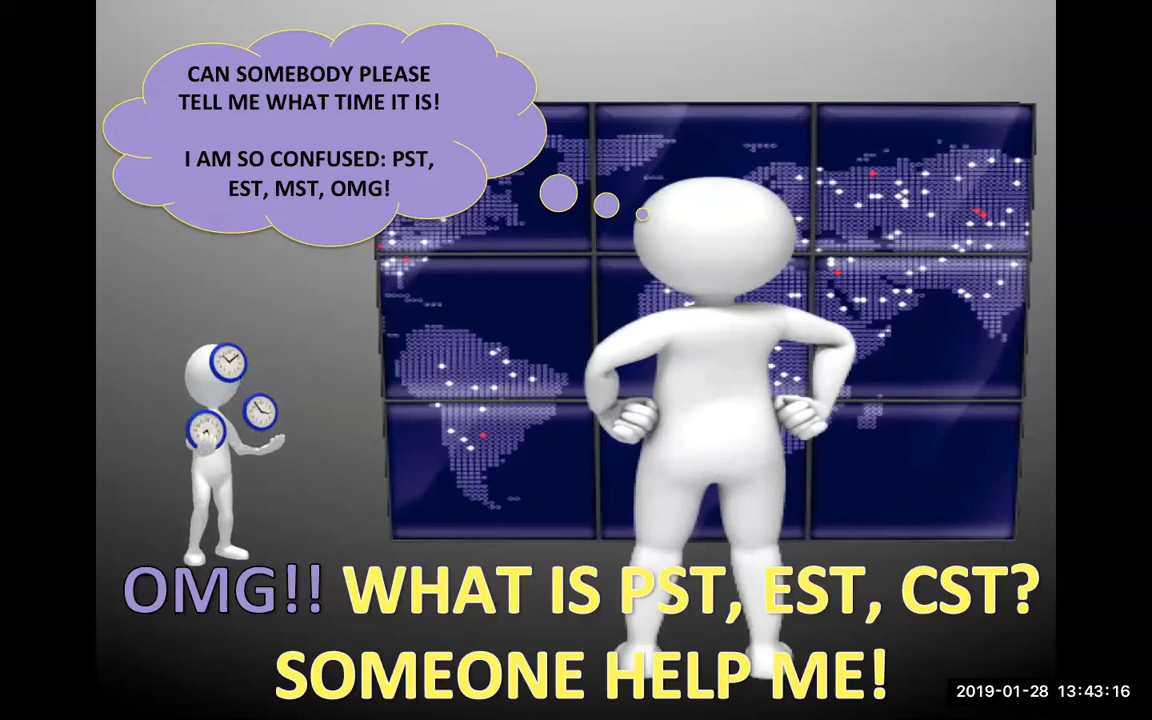 CAN SOMEBODY PLEASE
TELL ME WHAT TIME IT IS!
I AM SO CONFUSED: PST,
EST, MST, OMG!
OMG!! WHAT IS PST, EST, CST?
SOMEONE HELP ME!
2019-01-28 13:43:16